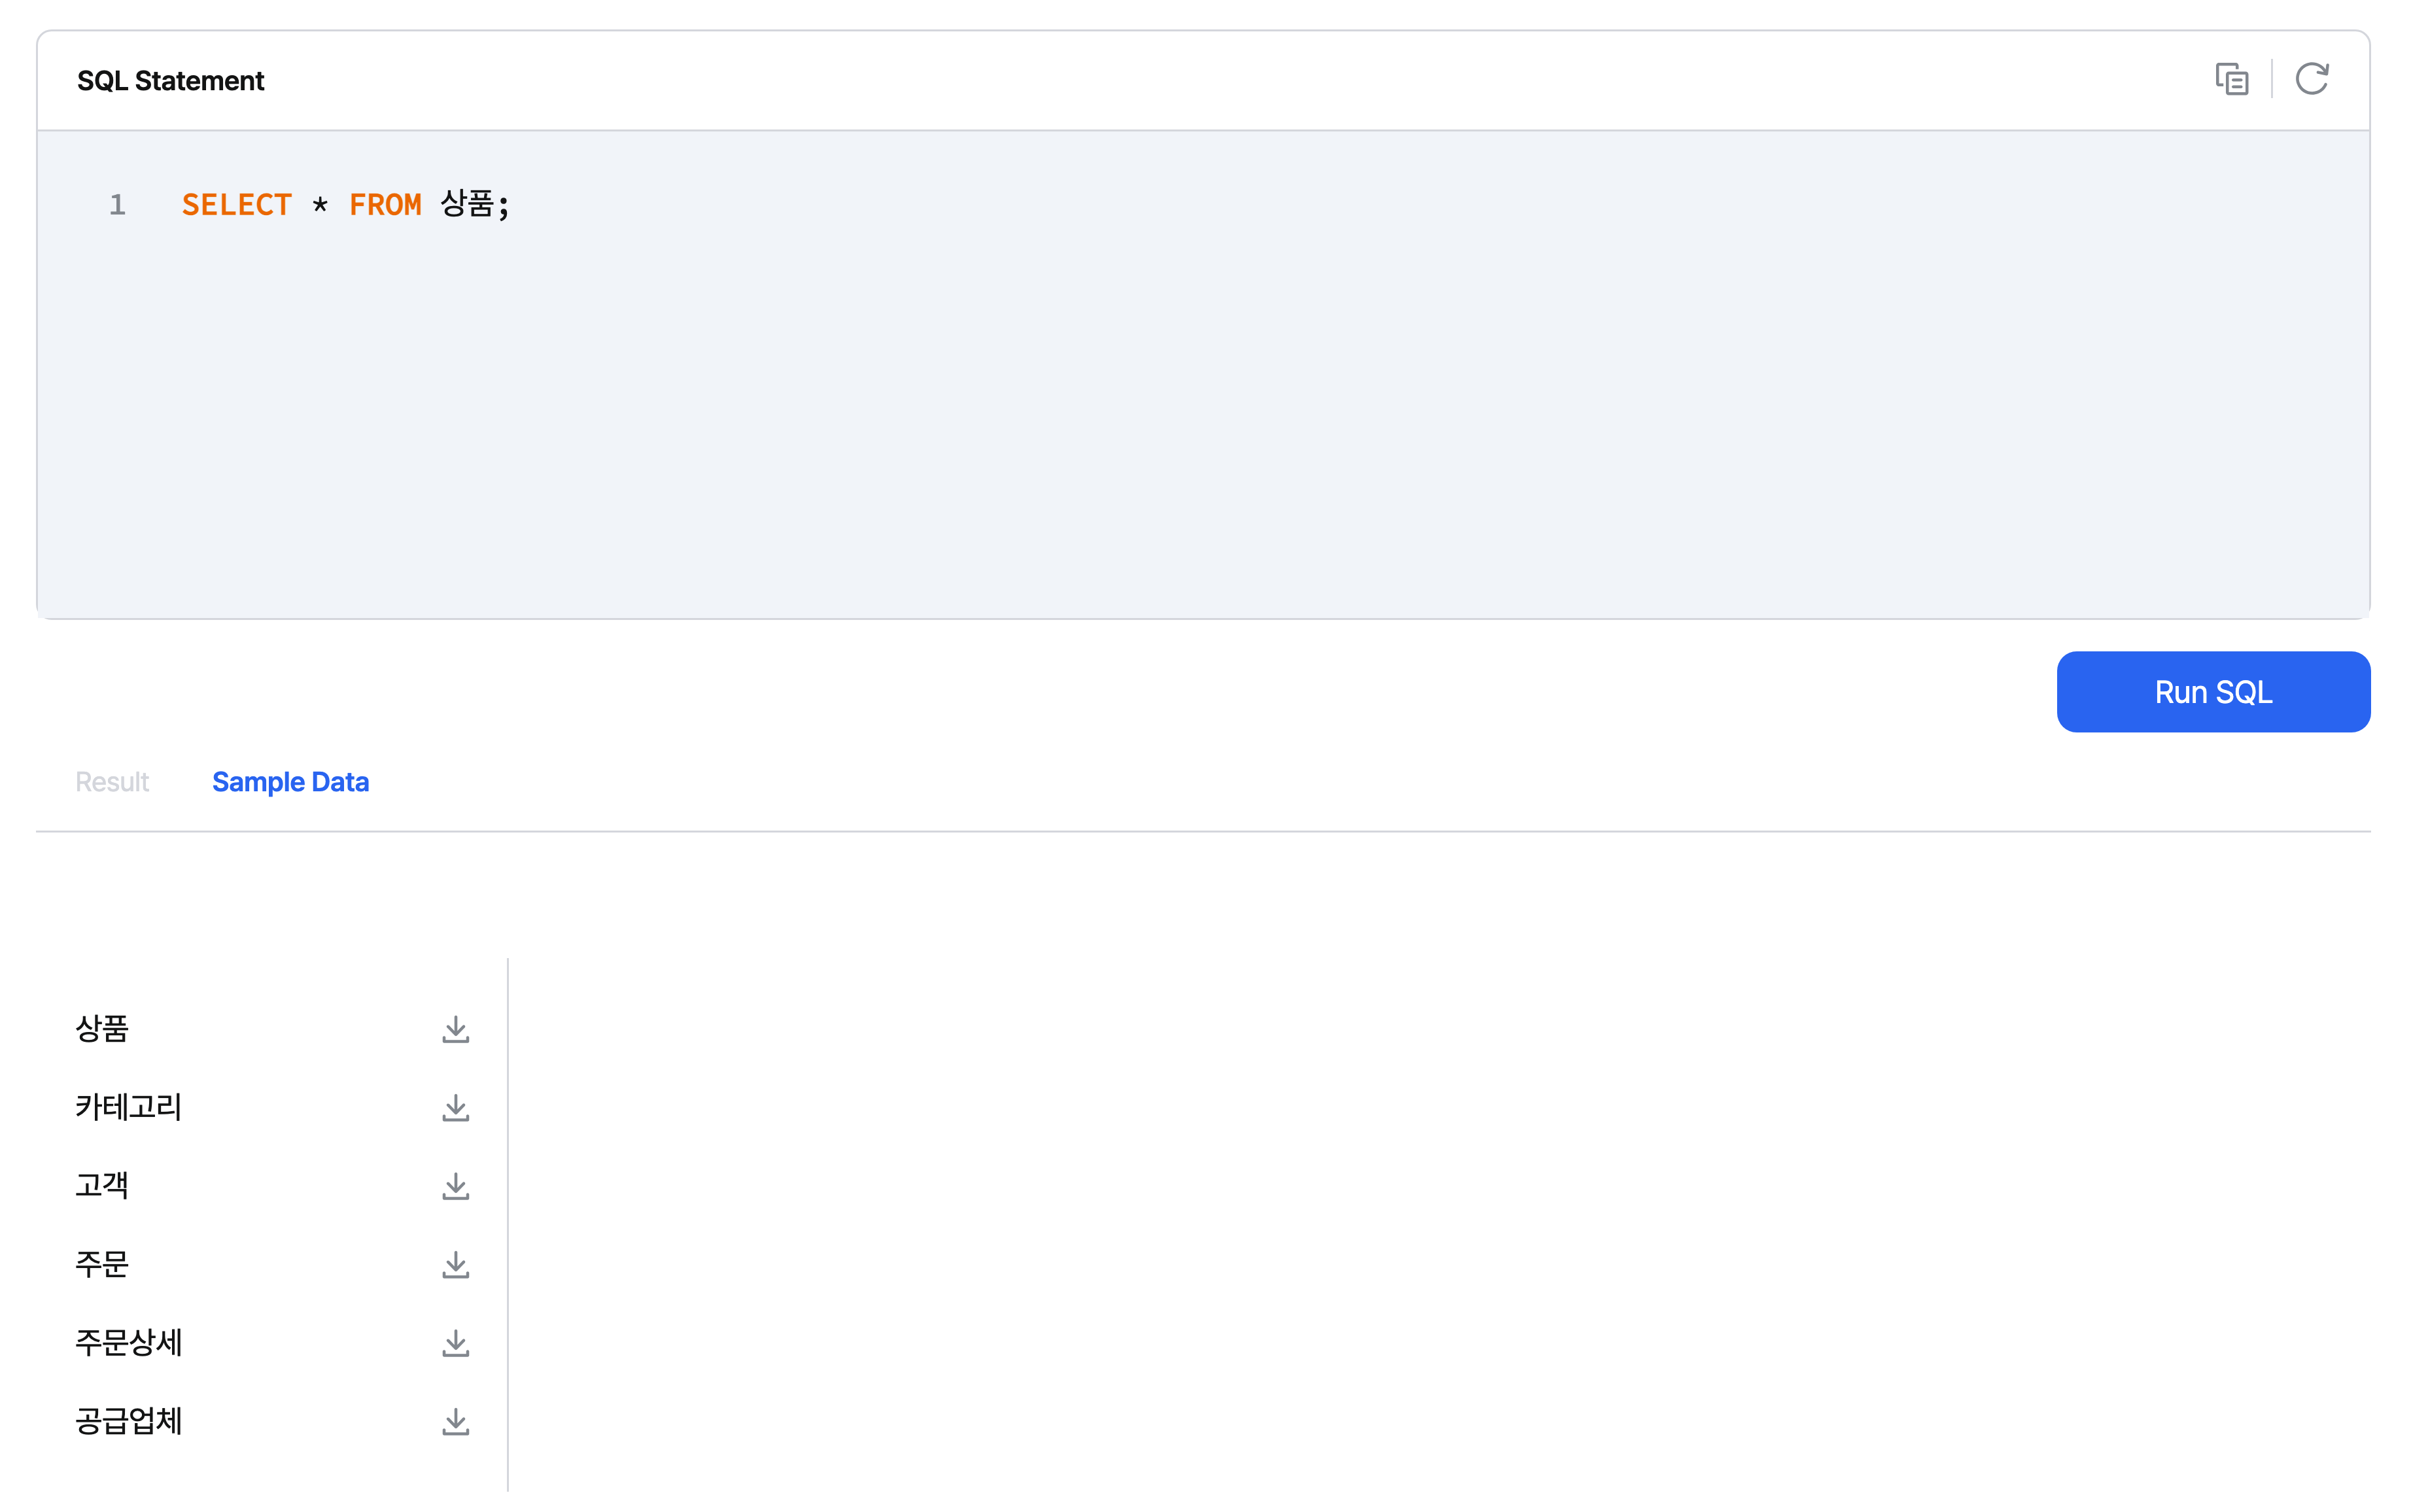 SQL Statement
1 SELECT * FROM 상품;
Run SQL
Result Sample Data
상품
카테고리
고객
주문
주문상세
공급업체